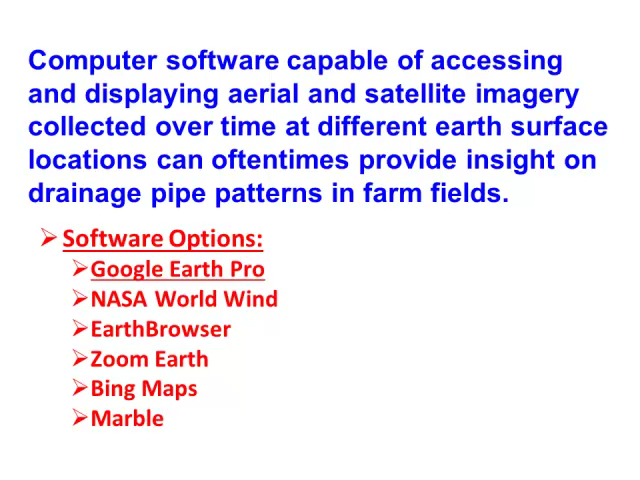 Computer software capable of accessing
and displaying aerial and satellite imagery
collected over time at different earth surface
locations can oftentimes provide insight on
drainage pipe patterns in farm fields.
➢ Software Options:
➢ Google Earth Pro
➢ NASA World Wind
➢ EarthBrowser
➢ Zoom Earth
➢ Bing Maps
➢ Marble